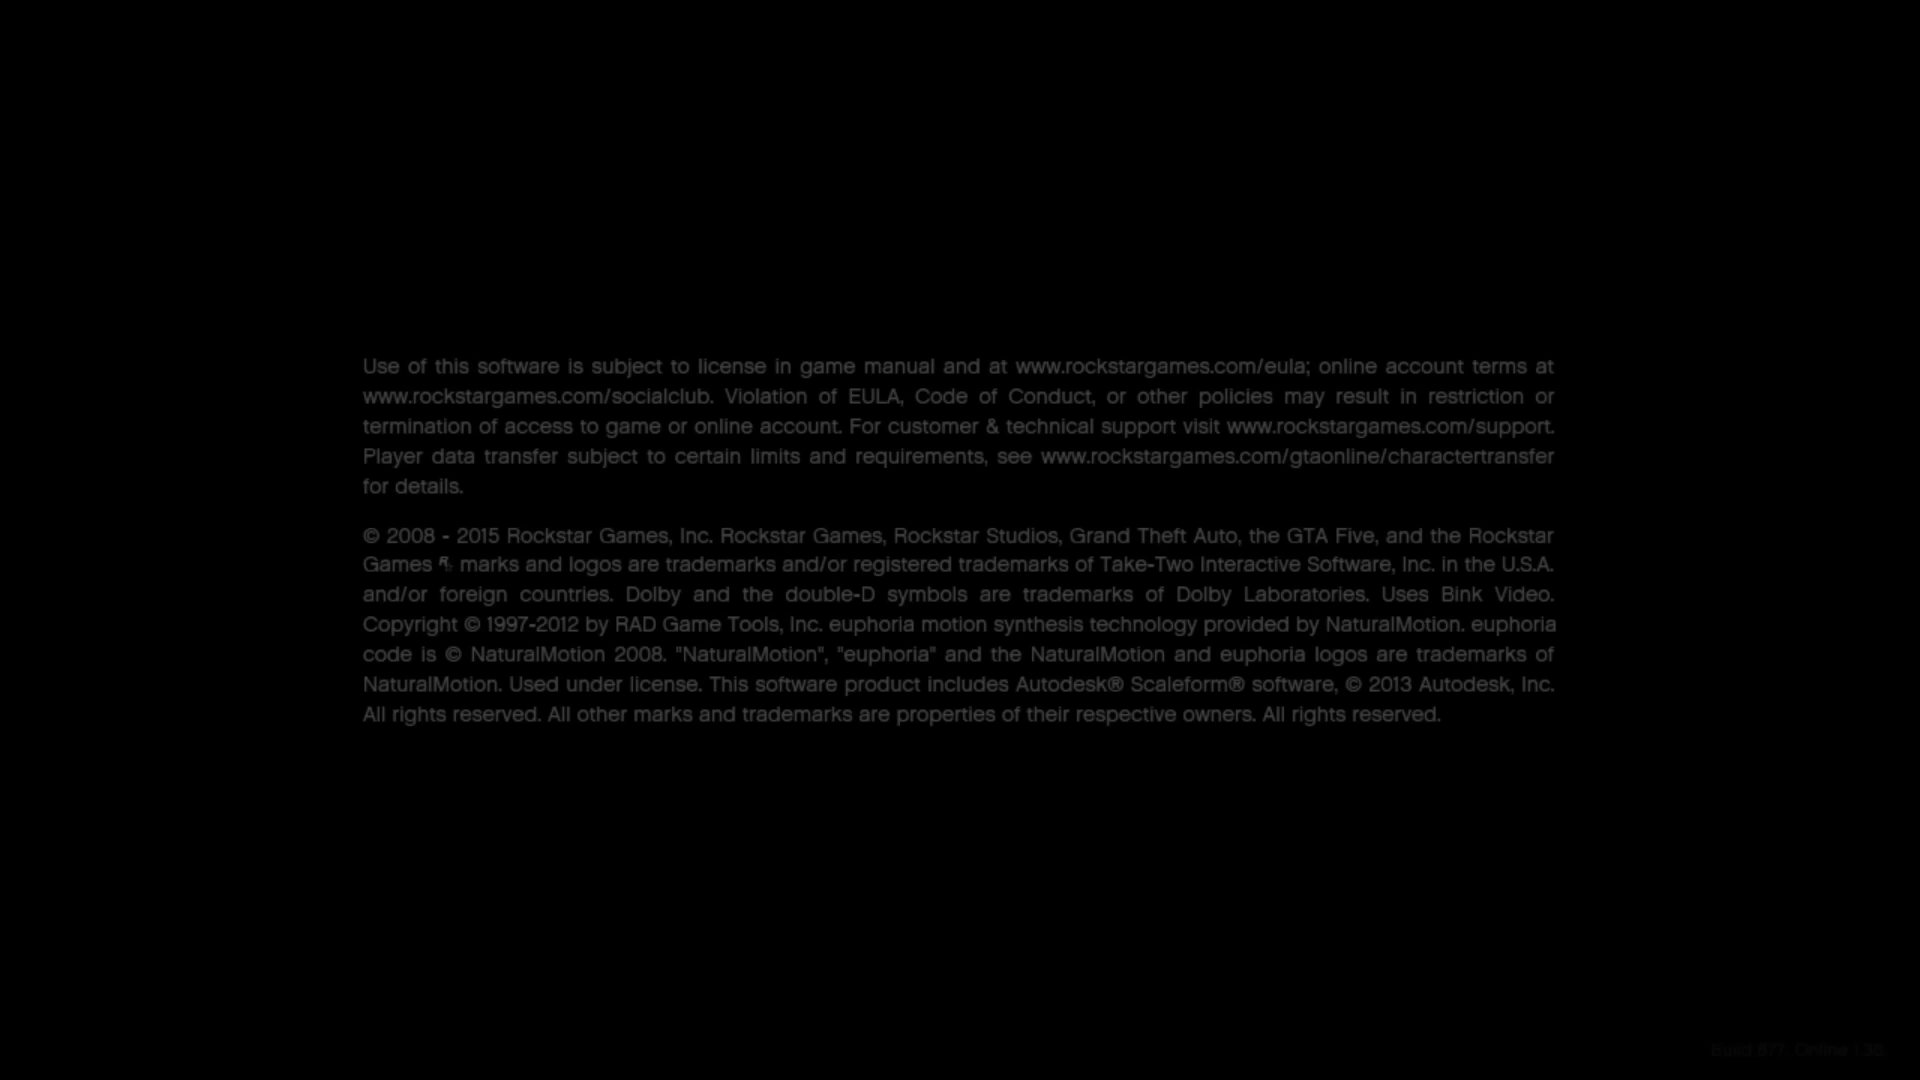 Use of this software is subject to license in game manual and at www.rockstargames.com/eula; online account terms at
www.rockstargames.com/socialclub. Violation of EULA, Code of Conduct, or other policies may result in restriction or
termination of access to game or online account. For customer & technical support visit www.rockstargames.com/support.
Player data transfer subject to certain limits and requirements, see www.rockstargames.com/gtaonline/charactertransfer
for details.
© 2008 - 2015 Rockstar Games, Inc. Rockstar Games, Rockstar Studios, Grand Theft Auto, the GTA Five, and the Rockstar
Games marks and logos are trademarks and/or registered trademarks of Take-Two Interactive Software, Inc. in the U.S.A.
and/or foreign countries. Dolby and the double-D symbols are trademarks of Dolby Laboratories. Uses Bink Video.
Copyright © 1997-2012 by RAD Game Tools, Inc. euphoria motion synthesis technology provided by NaturalMotion. euphoria
code is © NaturalMotion 2008. "NaturalMotion", "euphoria" and the NaturalMotion and euphoria logos are trademarks of
NaturalMotion. Used under license. This software product includes Autodesk® Scaleform® software, © 2013 Autodesk, Inc.
All rights reserved. All other marks and trademarks are properties of their respective owners. All rights reserved.
Build Online